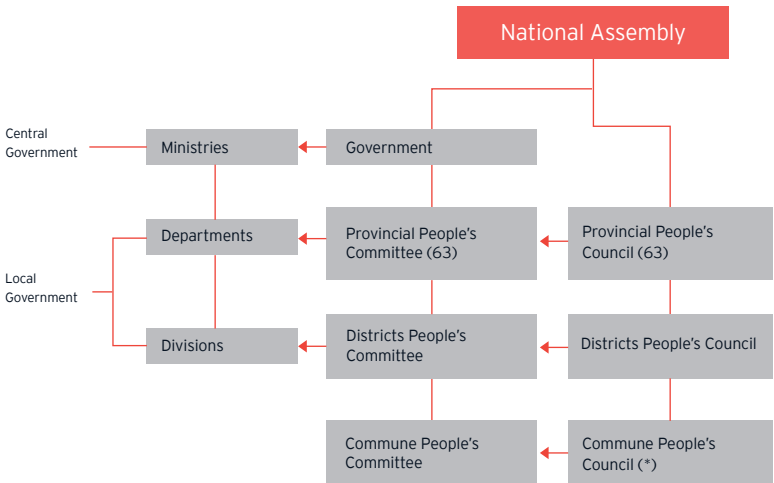 National Assembly
Central
Government
Ministries
Government
Departments
Provincial People's
Committee (63)
Provincial People's
Council (63)
Local
Government
Divisions
Districts People's
Committee
Districts People's Council
Commune People's
Committee
Commune People's
Council (*)